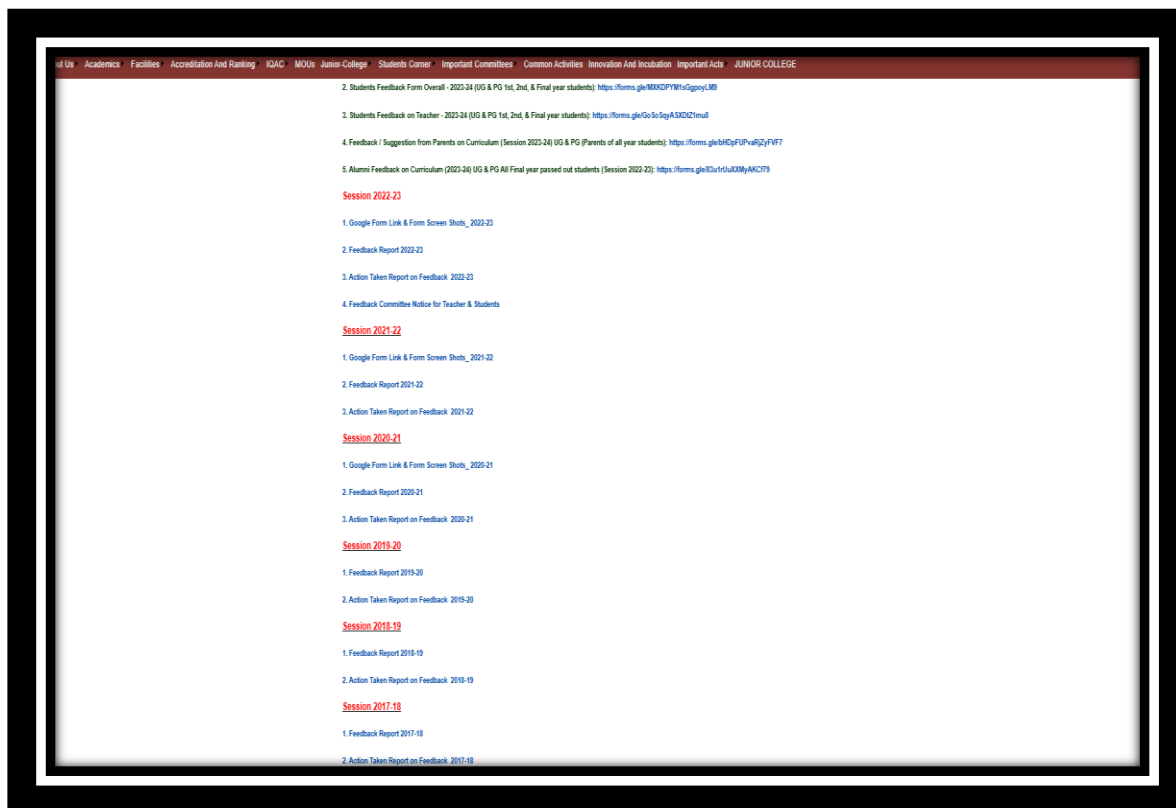 ut Us Academics Facilities Accreditation And Ranking IQAC MOUs Junior-College Students Corner Important Committees Common Activities Innovation And Incubation Important Acts JUNIOR COLLEGE
2. Students Feedback Form Overall - 2023-24 (UG & PG 1st, 2nd, & Final year students): https://forms.gle/MXKDPYM1sGgpoyLM9
3. Students Feedback on Teacher - 2023-24 (UG & PG 1st, 2nd, & Final year students): https://forms.gle/GoSoSqyASXDtZ1mu8
4. Feedback / Suggestion from Parents on Curriculum (Session 2023-24) UG & PG (Parents of all year students): https://forms.gle/bHDpFUPvaRjZyFVF7
5. Alumni Feedback on Curriculum (2023-24) UG & PG All Final year passed out students (Session 2022-23): https://forms.gle/83u1rUuXXMyAKCf79
Session 2022-23
1. Google Form Link & Form Screen Shots_ 2022-23
2. Feedback Report 2022-23
3. Action Taken Report on Feedback 2022-23
4. Feedback Committee Notice for Teacher & Students
Session 2021-22
1. Google Form Link & Form Screen Shots_ 2021-22
2. Feedback Report 2021-22
3. Action Taken Report on Feedback 2021-22
Session 2020-21
1. Google Form Link & Form Screen Shots_ 2020-21
2. Feedback Report 2020-21
3. Action Taken Report on Feedback 2020-21
Session 2019-20
1. Feedback Report 2019-20
2. Action Taken Report on Feedback 2019-20
Session 2018-19
1. Feedback Report 2018-19
2. Action Taken Report on Feedback 2018-19
Session 2017-18
1. Feedback Report 2017-18
2. Action Taken Report on Feedback 2017-18